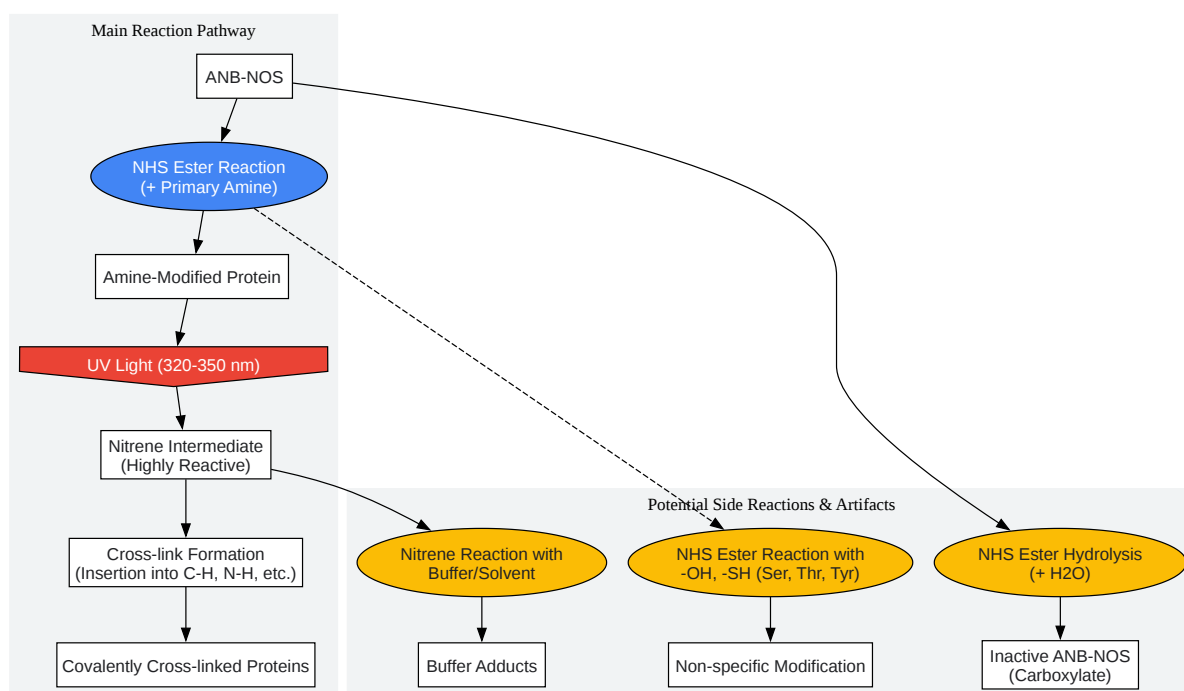 Main Reaction Pathway
ANB-NOS
NHS Ester Reaction
(+ Primary Amine)
Amine-Modified Protein
UV Light (320-350 nm)
Nitrene Intermediate
(Highly Reactive)
Cross-link Formation
(Insertion into C-H, N-H, etc.)
Covalently Cross-linked Proteins
Potential Side Reactions & Artifacts
Nitrene Reaction with
Buffer/Solvent
Buffer Adducts
NHS Ester Reaction with
-OH, -SH (Ser, Thr, Tyr)
Non-specific Modification
NHS Ester Hydrolysis
(+ H2O)
Inactive ANB-NOS
(Carboxylate)